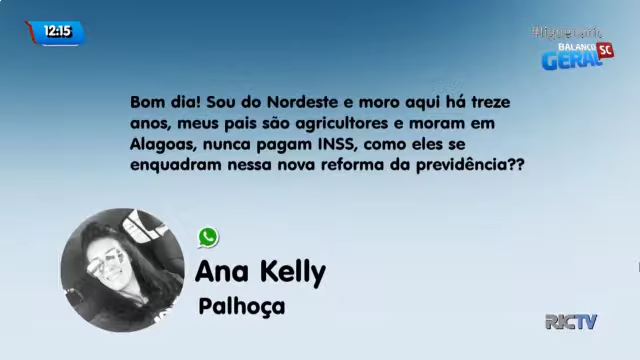 12:15
#liguenario
BALANÇO
GERAL SC
Bom dia! Sou do Nordeste e moro aqui há treze
anos, meus pais são agricultores e moram em
Alagoas, nunca pagam INSS, como eles se
enquadram nessa nova reforma da previdência??
Ana Kelly
Palhoça
RICTV